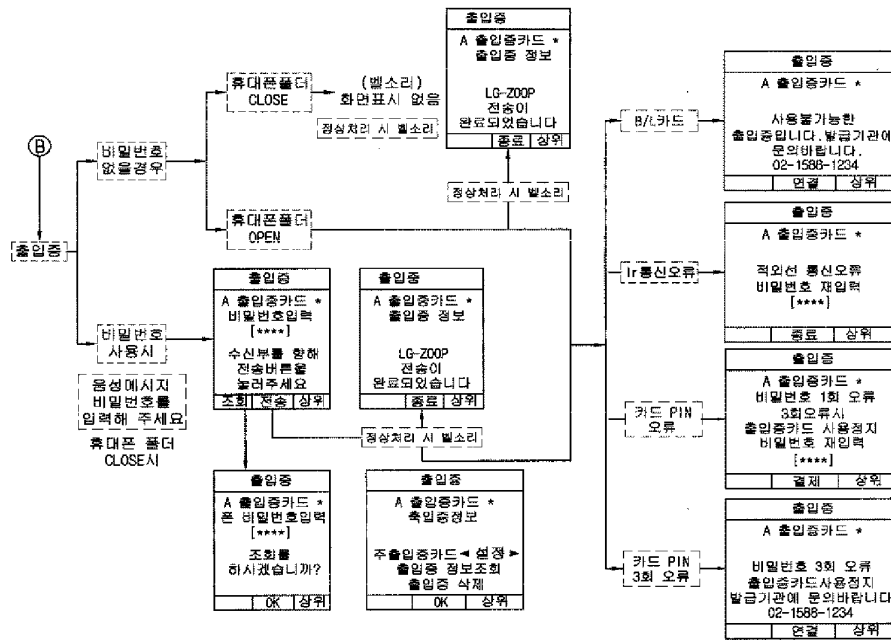 Ⓑ
출입증
비밀번호
없을경우
비밀번호
사용시
음성메시지
비밀번호를
입력해 주세요
휴대폰 폴더
CLOSE시
휴대폰폴더
CLOSE
(벨소리)
화면표시 없음
정상처리 시 벨소리
휴대폰폴더
OPEN
출입증
A 출입증카드 *
출입증 정보
LG-ZOOP
전송이
완료되었습니다
종료 상위
정상처리 시 벨소리
출입증
A 출입증카드 *
비밀번호입력
[****]
수신부를 향해
전송버튼을
눌러주세요
조회 전송 상위
출입증
A 출입증카드 *
출입증 정보
LG-ZOOP
전송이
완료되었습니다
종료 상위
정상처리 시 벨소리
출입증
A 출입증카드 *
폰 비밀번호입력
[****]
조회를
하시겠습니까?
OK 상위
출입증
A 출입증카드 *
축입증정보
주출입증카드◄ 설정 ►
출입증 정보조회
출입증 삭제
OK 상위
B/L카드
출입증
A 출입증카드 *
사용불가능한
출입증입니다.발급기관에
문의바랍니다.
02-1588-1234
연결 상위
Ir통신오류
출입증
A 출입증카드 *
적외선 통신오류
비밀번호 재입력
[****]
종료 상위
카드 PIN
오류
출입증
A 출입증카드 *
비밀번호 1회 오류
3회오류시
출입증카드 사용정지
비밀번호 재입력
[****]
결제 상위
카드 PIN
3회 오류
출입증
A 출입증카드 *
비밀번호 3회 오류
출입증카드사용정지
발급기관에 문의바랍니다
02-1588-1234
연결 상위